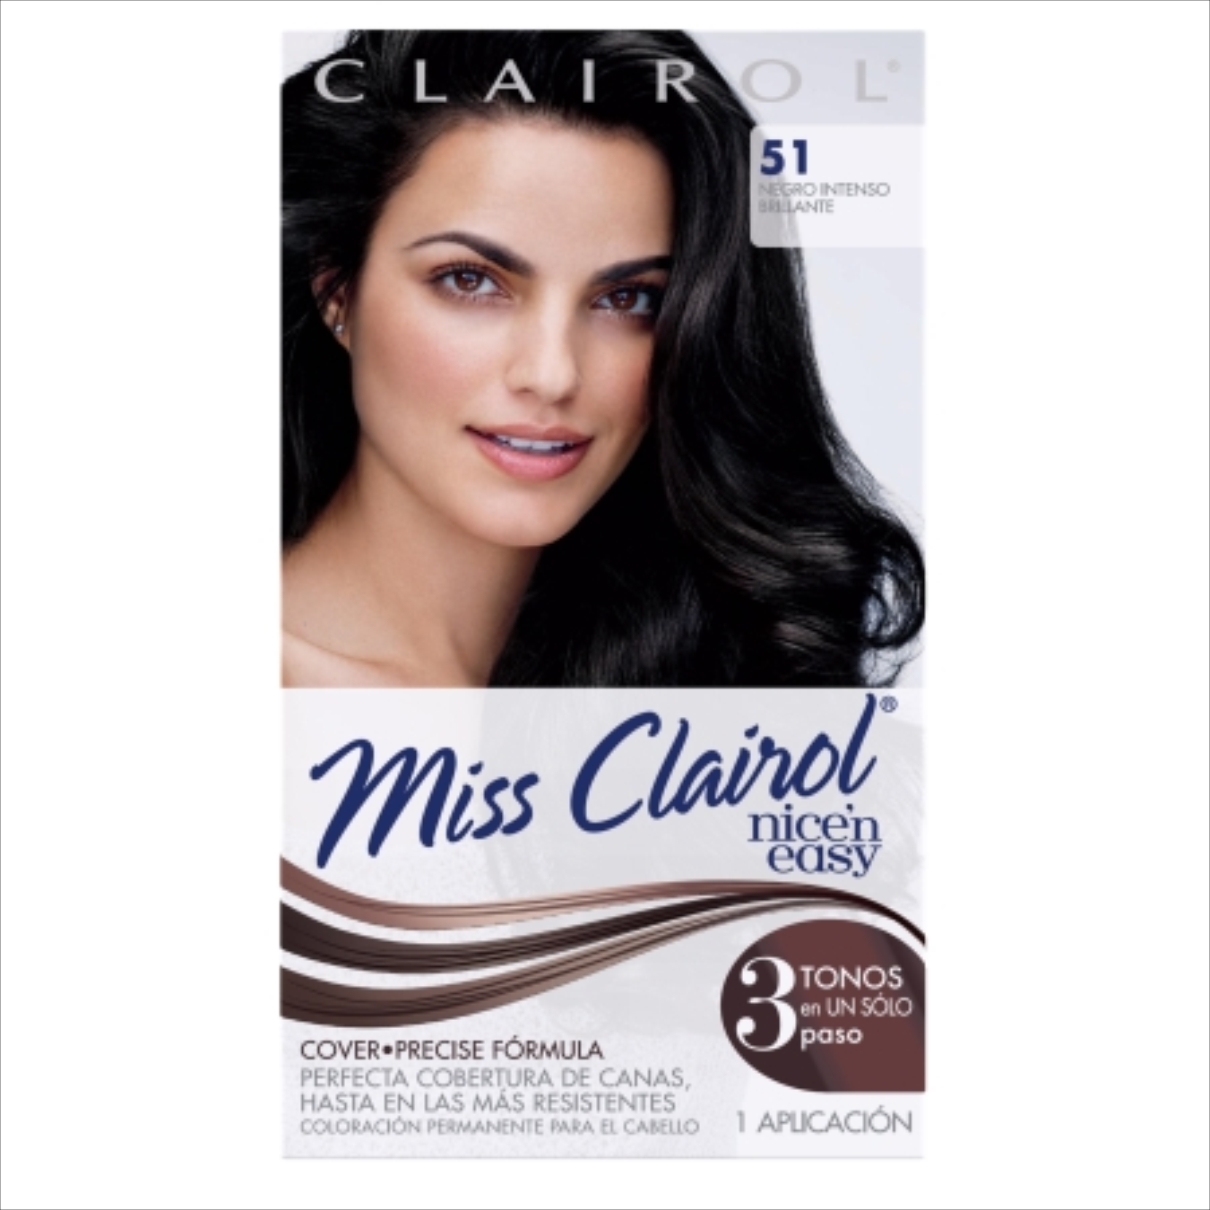 CLAIROL®
51
NEGRO INTENSO
BRILLANTE
Miss Clairol®
nice'n
easy
3 TONOS
en UN SÓLO
paso
COVER•PRECISE FÓRMULA
PERFECTA COBERTURA DE CANAS,
HASTA EN LAS MÁS RESISTENTES
COLORACIÓN PERMANENTE PARA EL CABELLO
1 APLICACIÓN